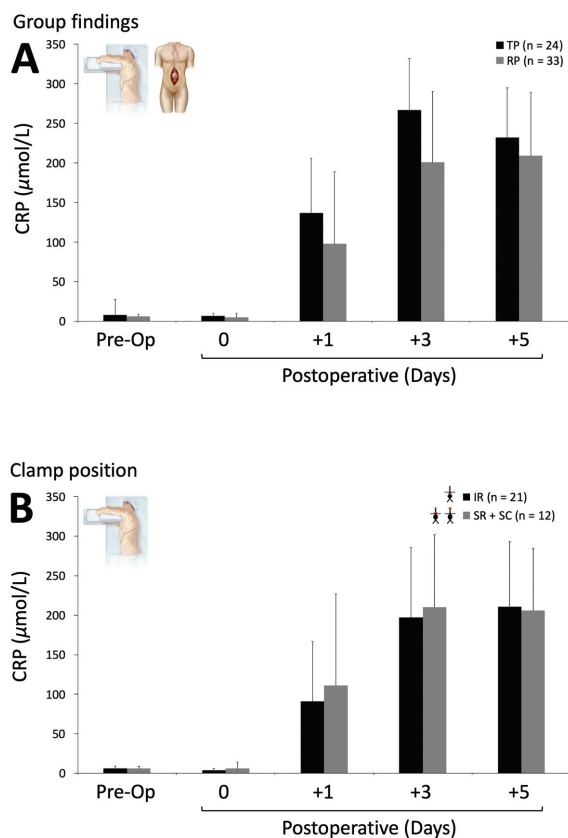 Group findings
A
TP (n = 24)
RP (n = 33)
CRP (µmol/L)
350
300
250
200
150
100
50
0
Pre-Op 0 +1 +3 +5
Postoperative (Days)
Clamp position
B
IR (n = 21)
SR + SC (n = 12)
CRP (µmol/L)
350
300
250
200
150
100
50
0
Pre-Op 0 +1 +3 +5
Postoperative (Days)